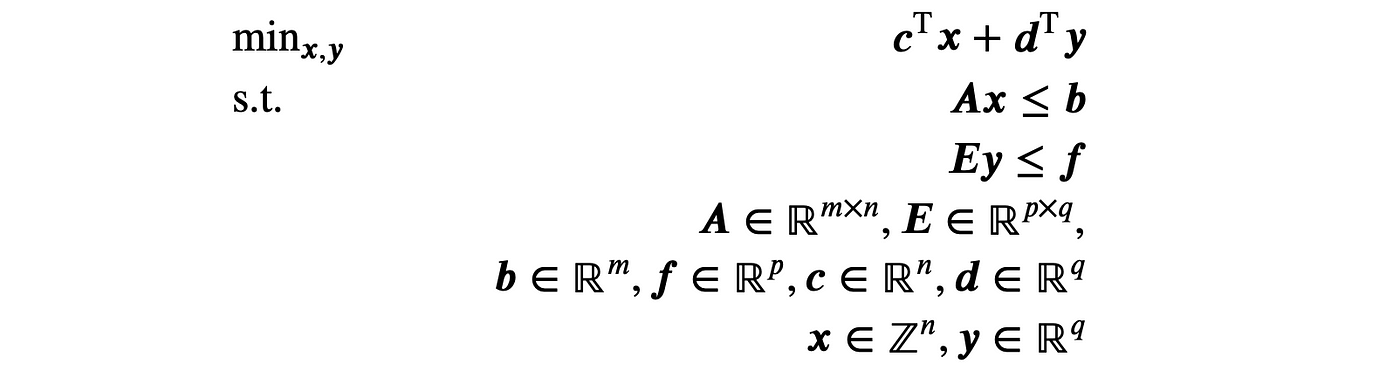 min_{x,y} c^T x + d^T y
s.t. Ax ≤ b
Ey ≤ f
A ∈ ℝ^{m×n}, E ∈ ℝ^{p×q},
b ∈ ℝ^m, f ∈ ℝ^p, c ∈ ℝ^n, d ∈ ℝ^q
x ∈ ℤ^n, y ∈ ℝ^q